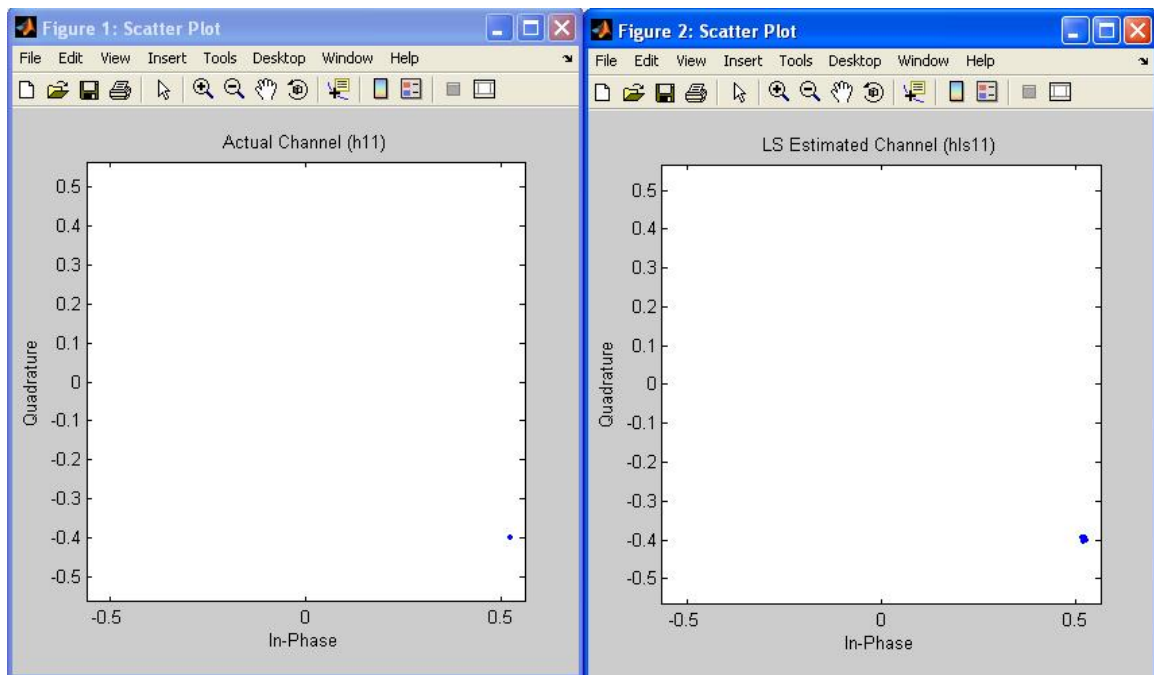 Figure 1: Scatter Plot
File Edit View Insert Tools Desktop Window Help
Actual Channel (h11)
0.5
0.4
0.3
0.2
0.1
0
-0.1
-0.2
-0.3
-0.4
-0.5
Quadrature
-0.5 0 0.5
In-Phase
Figure 2: Scatter Plot
File Edit View Insert Tools Desktop Window Help
LS Estimated Channel (hls11)
0.5
0.4
0.3
0.2
0.1
0
-0.1
-0.2
-0.3
-0.4
-0.5
Quadrature
-0.5 0 0.5
In-Phase